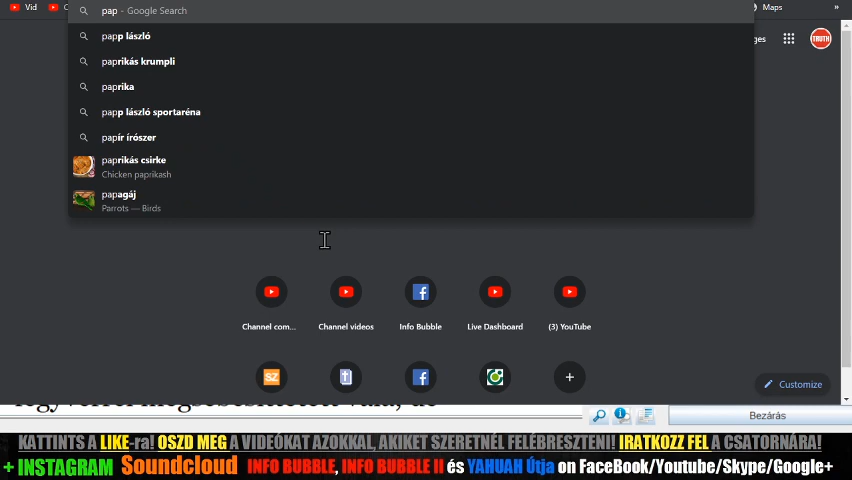 Vid
Maps
»
pap - Google Search
papp lászló
paprikás krumpli
paprika
papp lászló sportaréna
papír írószer
paprikás csirke
Chicken paprikash
papagáj
Parrots — Birds
ges
TRUTH
Channel com...
Channel videos
Info Bubble
Live Dashboard
(3) YouTube
SZ
Customize
Bezárás
KATTINTS A LIKE-ra! OSZD MEG A VIDEÓKAT AZOKKAL, AKIKET SZERETNÉL FELÉBRESZTENI! IRATKOZZ FEL A CSATORNÁRA!
+ INSTAGRAM Soundcloud INFO BUBBLE, INFO BUBBLE II és YAHUAH Útja on FaceBook/Youtube/Skype/Google+